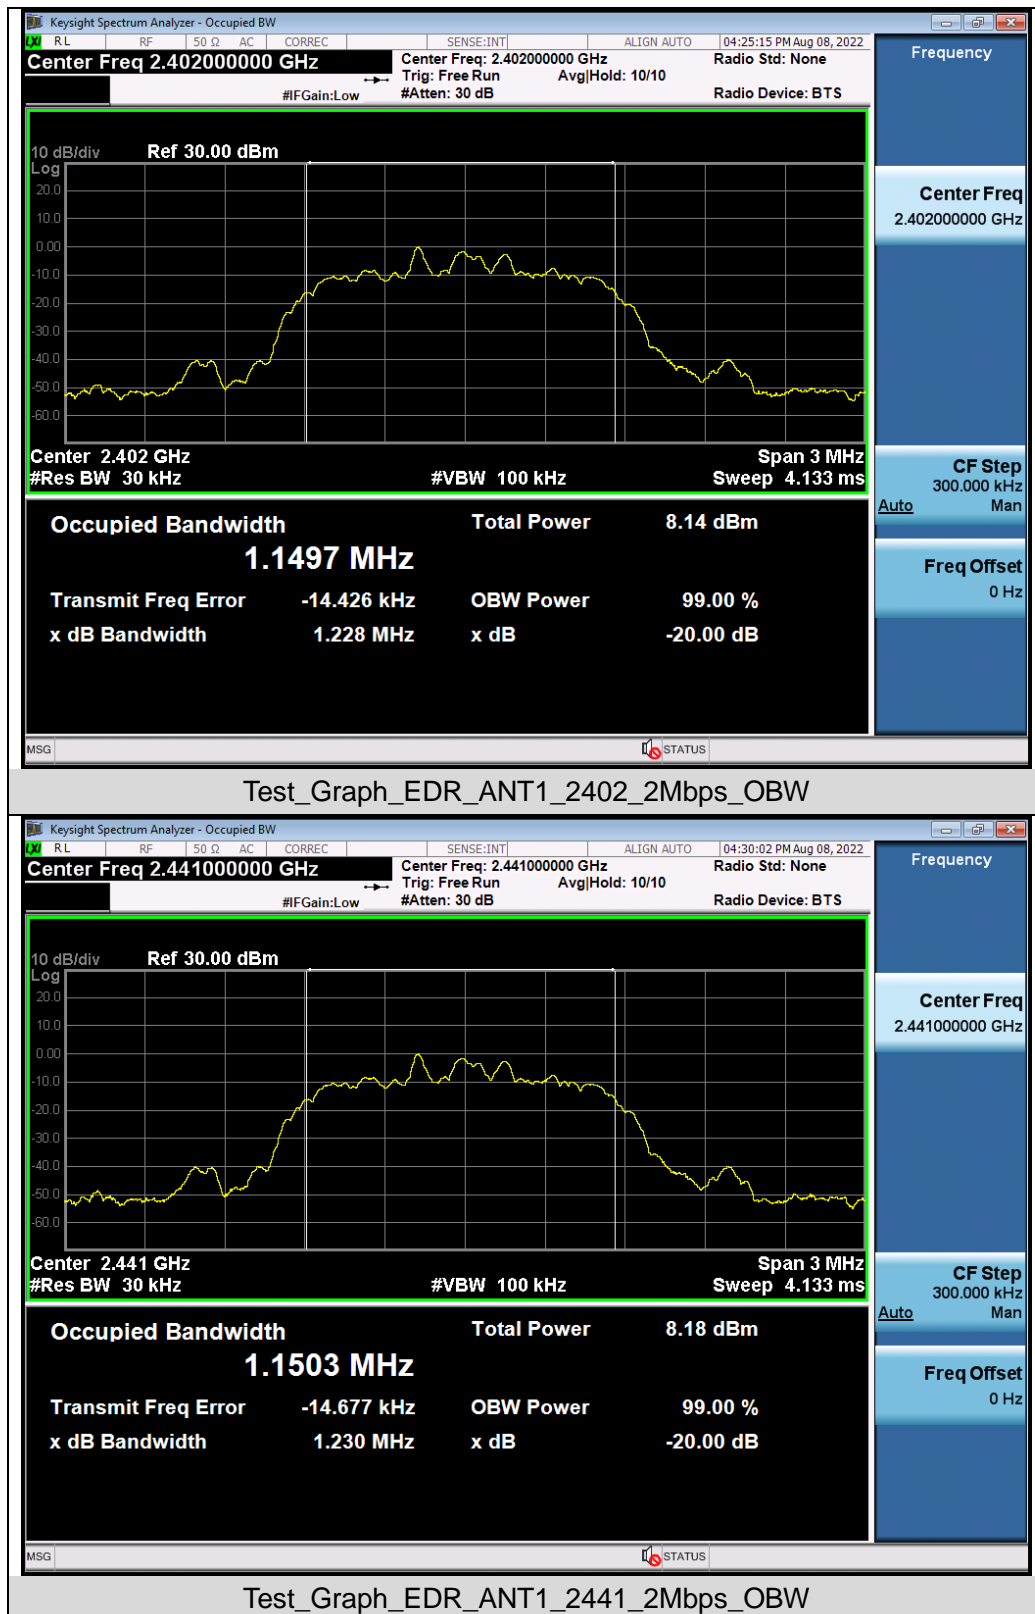 Keysight Spectrum Analyzer - Occupied BW
LXI RL RF 50 Ω AC CORREC SENSE:INT ALIGN AUTO 04:25:15 PM Aug 08, 2022
Center Freq 2.402000000 GHz
Center Freq: 2.402000000 GHz
Radio Std: None
Trig: Free Run Avg|Hold: 10/10
#IFGain:Low
#Atten: 30 dB
Radio Device: BTS
Frequency
10 dB/div Ref 30.00 dBm
Log
20.0
10.0
0.00
-10.0
-20.0
-30.0
-40.0
-50.0
-60.0
Center 2.402 GHz Span 3 MHz
#Res BW 30 kHz #VBW 100 kHz Sweep 4.133 ms
Center Freq
2.402000000 GHz
CF Step
300.000 kHz
Auto Man
Freq Offset
0 Hz
Occupied Bandwidth Total Power 8.14 dBm
1.1497 MHz
Transmit Freq Error -14.426 kHz OBW Power 99.00 %
x dB Bandwidth 1.228 MHz x dB -20.00 dB
MSG STATUS
Test_Graph_EDR_ANT1_2402_2Mbps_OBW
Keysight Spectrum Analyzer - Occupied BW
LXI RL RF 50 Ω AC CORREC SENSE:INT ALIGN AUTO 04:30:02 PM Aug 08, 2022
Center Freq 2.441000000 GHz
Center Freq: 2.441000000 GHz
Radio Std: None
Trig: Free Run Avg|Hold: 10/10
#IFGain:Low
#Atten: 30 dB
Radio Device: BTS
Frequency
10 dB/div Ref 30.00 dBm
Log
20.0
10.0
0.00
-10.0
-20.0
-30.0
-40.0
-50.0
-60.0
Center 2.441 GHz Span 3 MHz
#Res BW 30 kHz #VBW 100 kHz Sweep 4.133 ms
Center Freq
2.441000000 GHz
CF Step
300.000 kHz
Auto Man
Freq Offset
0 Hz
Occupied Bandwidth Total Power 8.18 dBm
1.1503 MHz
Transmit Freq Error -14.677 kHz OBW Power 99.00 %
x dB Bandwidth 1.230 MHz x dB -20.00 dB
MSG STATUS
Test_Graph_EDR_ANT1_2441_2Mbps_OBW